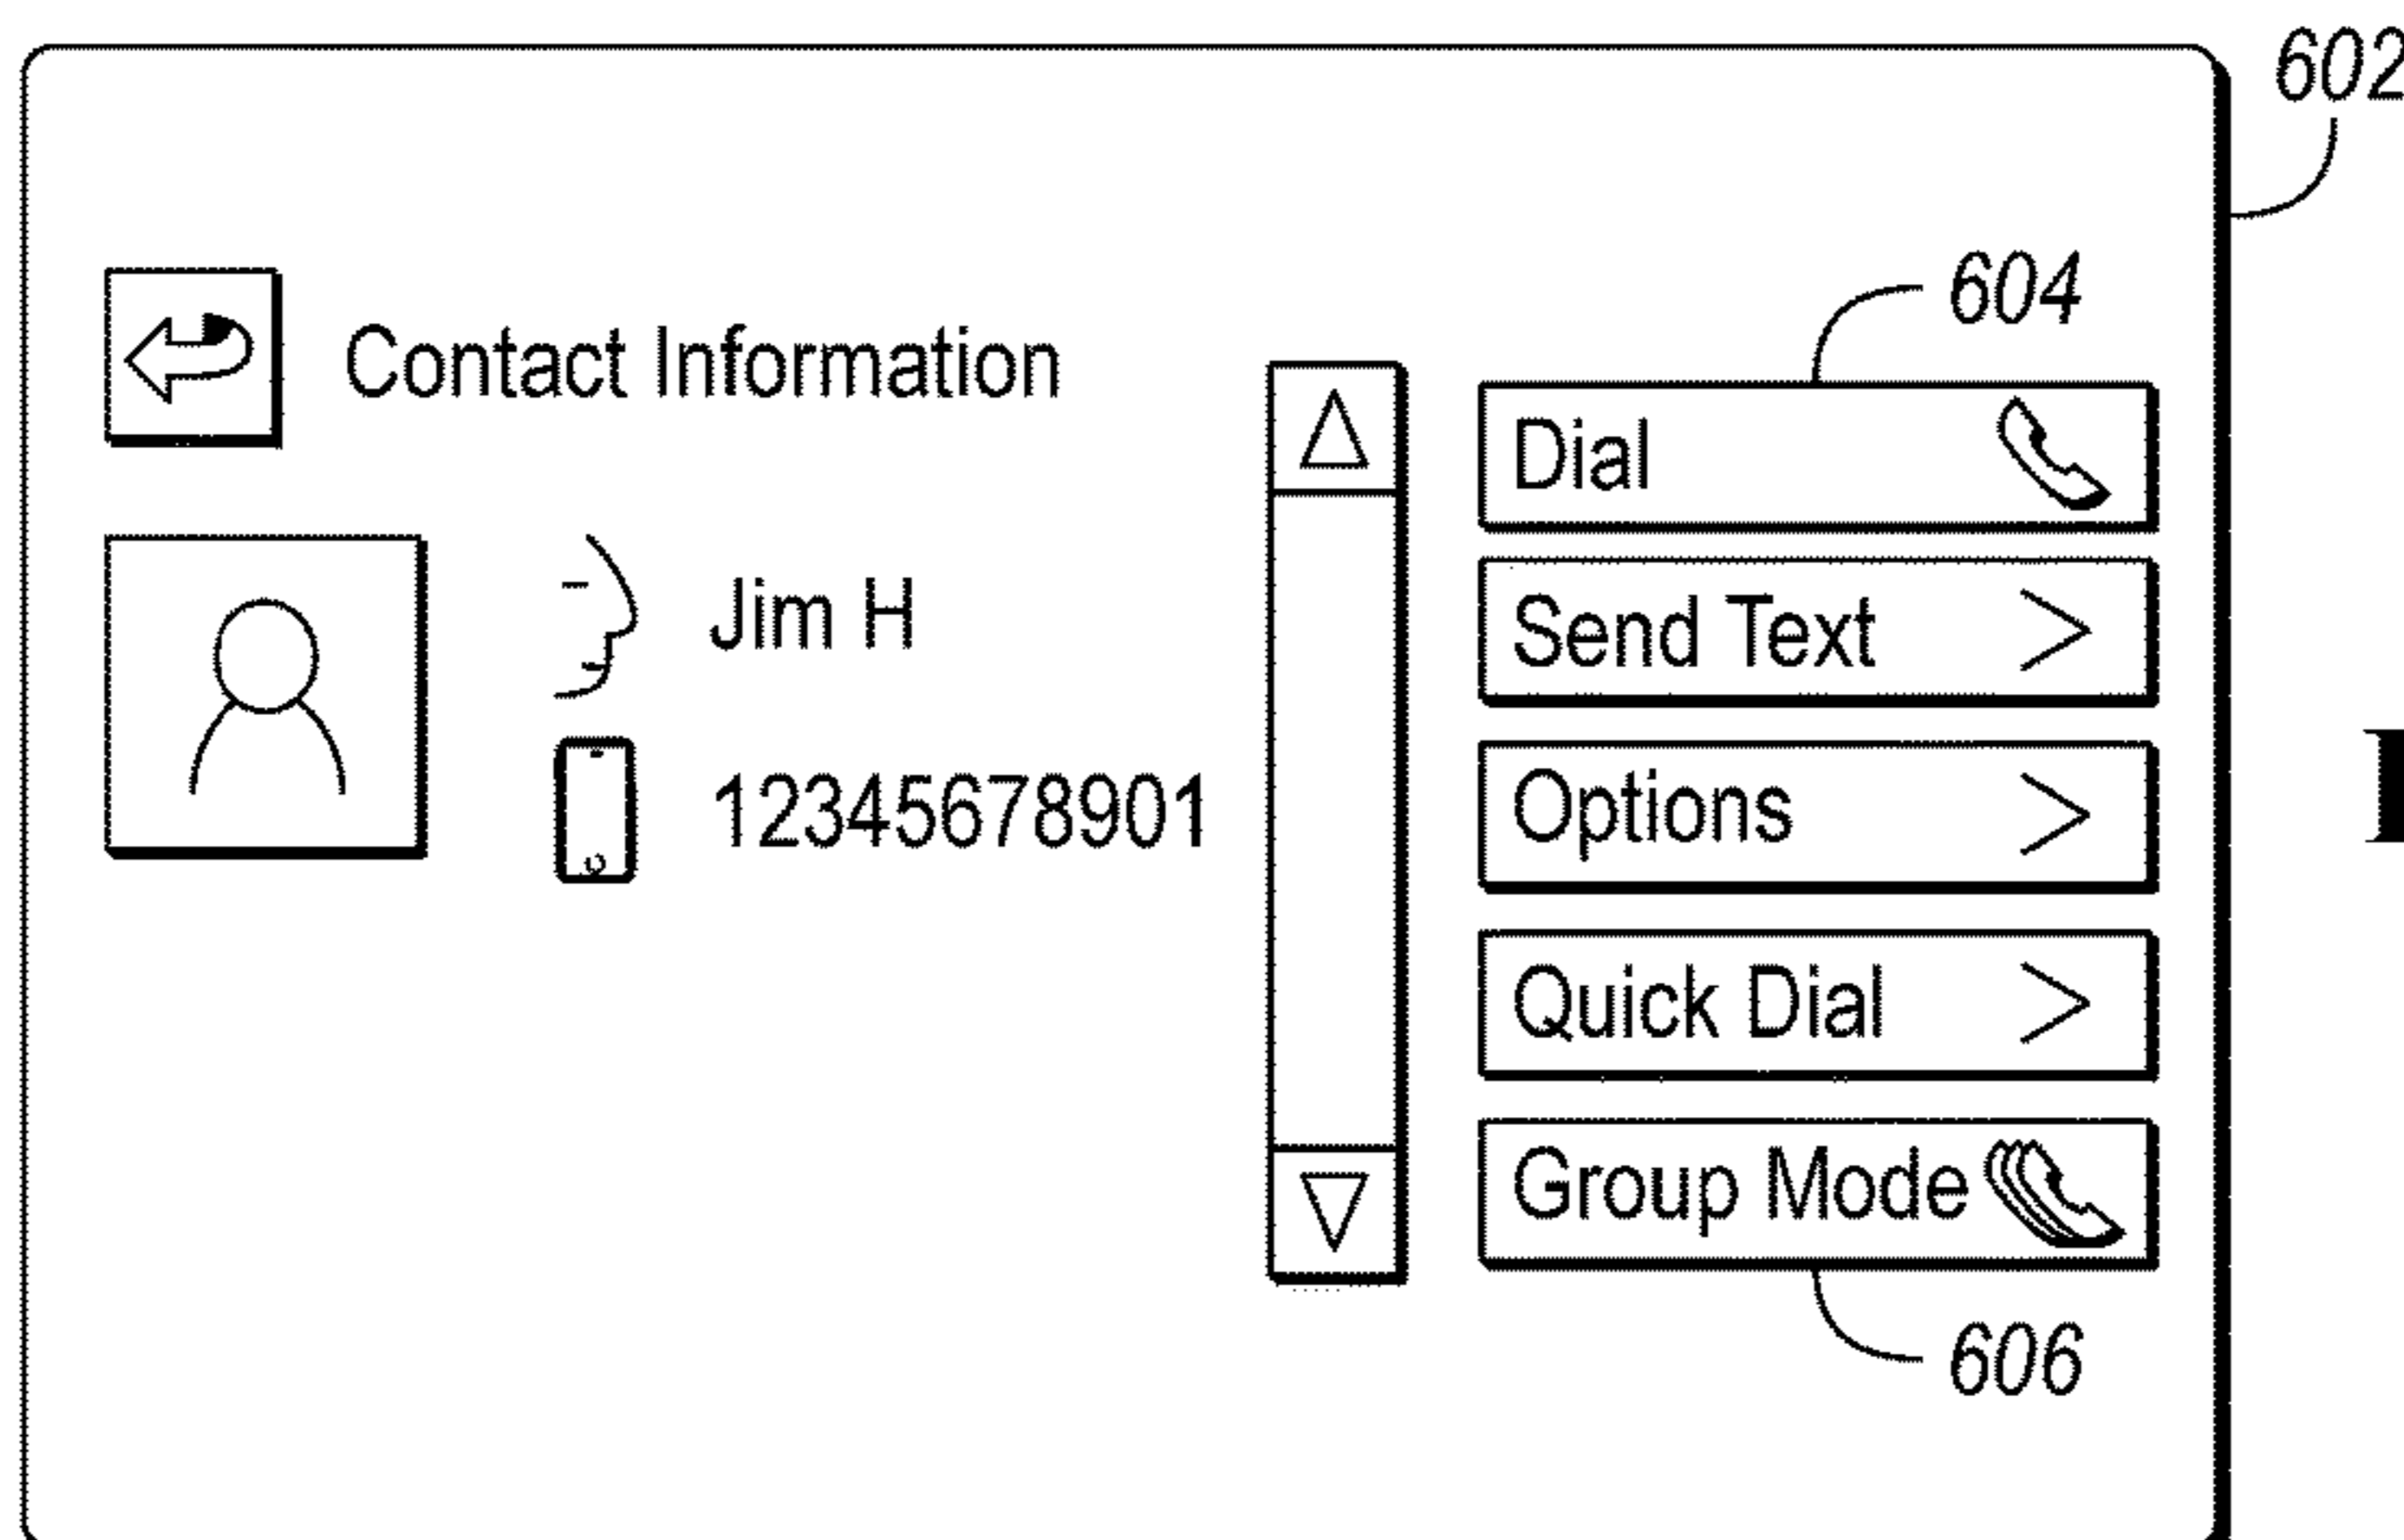 602
604
Contact Information
Dial
Jim H
Send Text
12345678901
Options
Quick Dial
Group Mode
606